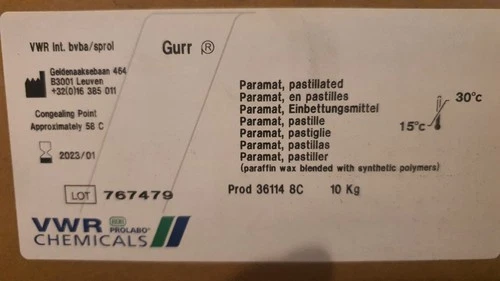 VWR Int. bvba/sprol
Gurr ®
Geldenaaksebaan 464
B3001 Leuven
+32(0)16 385 011
Congealing Point
Approximately 58 C
2023/01
LOT 767479
Paramat, pastillated
Paramat, en pastilles
Paramat, Einbettungsmittel
Paramat, pastille
Paramat, pastiglie
Paramat, pastillas
Paramat, pastiller
(paraffin wax blended with synthetic polymers)
30°c
15°c
Prod 36114 8C 10 Kg
VWR PROLABO
CHEMICALS